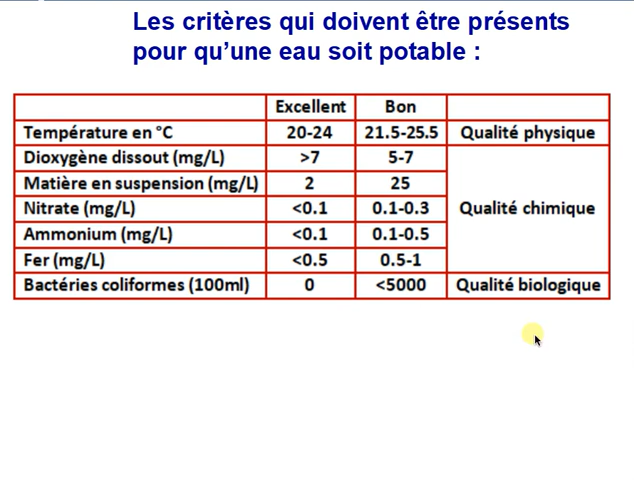 Les critères qui doivent être présents
pour qu'une eau soit potable :
Excellent Bon
Température en °C 20-24 21.5-25.5 Qualité physique
Dioxygène dissout (mg/L) >7 5-7
Matière en suspension (mg/L) 2 25
Nitrate (mg/L) <0.1 0.1-0.3 Qualité chimique
Ammonium (mg/L) <0.1 0.1-0.5
Fer (mg/L) <0.5 0.5-1
Bactéries coliformes (100ml) 0 <5000 Qualité biologique